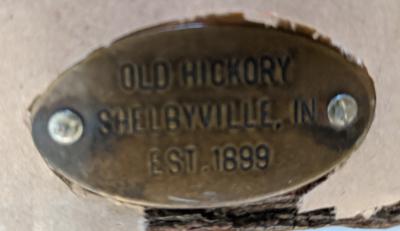 OLD HICKORY
SHELBYVILLE, IN
EST. 1899